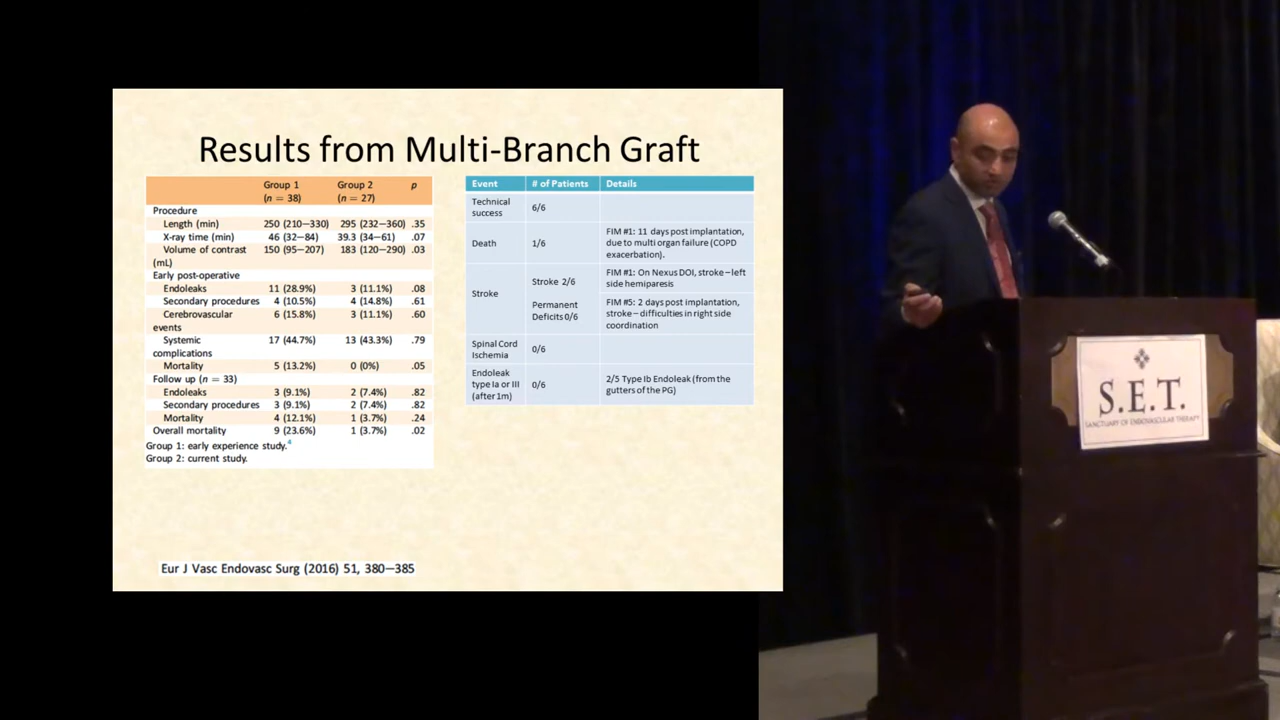 Results from Multi-Branch Graft
Group 1 Group 2 p
(n = 38) (n = 27)
Procedure
Length (min) 250 (210—330) 295 (232—360) .35
X-ray time (min) 46 (32—84) 39.3 (34—61) .07
Volume of contrast 150 (95—207) 183 (120—290) .03
(mL)
Early post-operative
Endoleaks 11 (28.9%) 3 (11.1%) .08
Secondary procedures 4 (10.5%) 4 (14.8%) .61
Cerebrovascular 6 (15.8%) 3 (11.1%) .60
events
Systemic 17 (44.7%) 13 (43.3%) .79
complications
Mortality 5 (13.2%) 0 (0%) .05
Follow up (n = 33)
Endoleaks 3 (9.1%) 2 (7.4%) .82
Secondary procedures 3 (9.1%) 2 (7.4%) .82
Mortality 4 (12.1%) 1 (3.7%) .24
Overall mortality 9 (23.6%) 1 (3.7%) .02
Group 1: early experience study.4
Group 2: current study.
Event # of Patients Details
Technical
success
6/6
Death
1/6
FIM #1: 11 days post implantation,
due to multi organ failure (COPD
exacerbation).
Stroke
Stroke 2/6
Permanent
Deficits 0/6
FIM #1: On Nexus DOI, stroke – left
side hemiparesis
FIM #5: 2 days post implantation,
stroke – difficulties in right side
coordination
Spinal Cord
Ischemia
0/6
Endoleak
type Ia or III
(after 1m)
0/6
2/5 Type Ib Endoleak (from the
gutters of the PG)
Eur J Vasc Endovasc Surg (2016) 51, 380—385
S.E.T.
SANCTUARY OF ENDOVASCULAR THERAPY